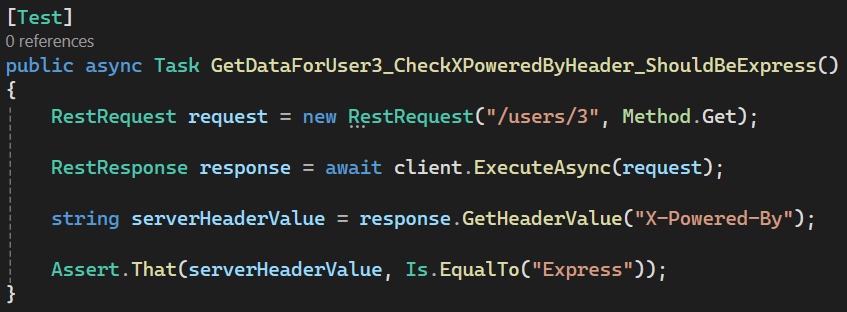 [Test]
0 references
public async Task GetDataForUser3_CheckXPoweredByHeader_ShouldBeExpress()
{
RestRequest request = new RestRequest("/users/3", Method.Get);
RestResponse response = await client.ExecuteAsync(request);
string serverHeaderValue = response.GetHeaderValue("X-Powered-By");
Assert.That(serverHeaderValue, Is.EqualTo("Express"));
}